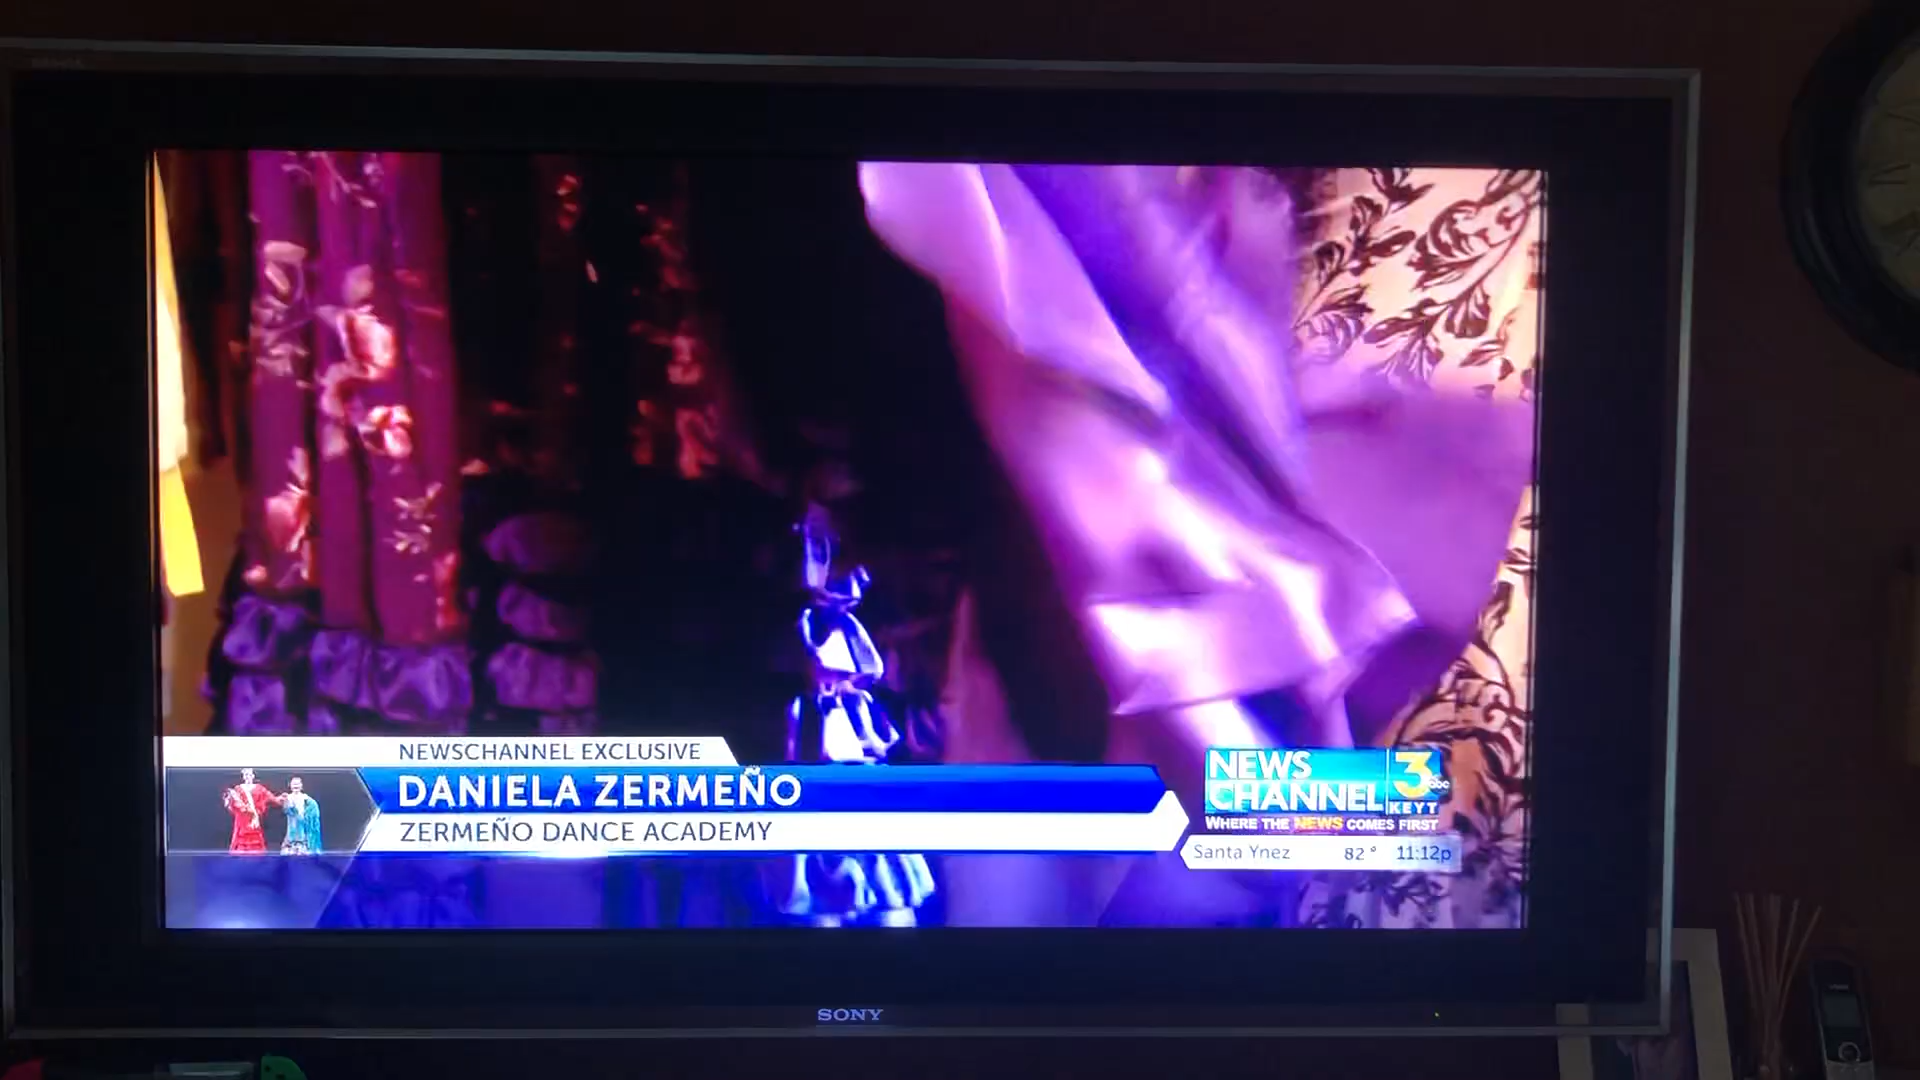 NEWSCHANNEL EXCLUSIVE
DANIELA ZERMEÑO
ZERMEÑO DANCE ACADEMY
NEWS
CHANNEL
3
abc
KEYT
WHERE THE NEWS COMES FIRST
Santa Ynez 82° 11:12p
SONY